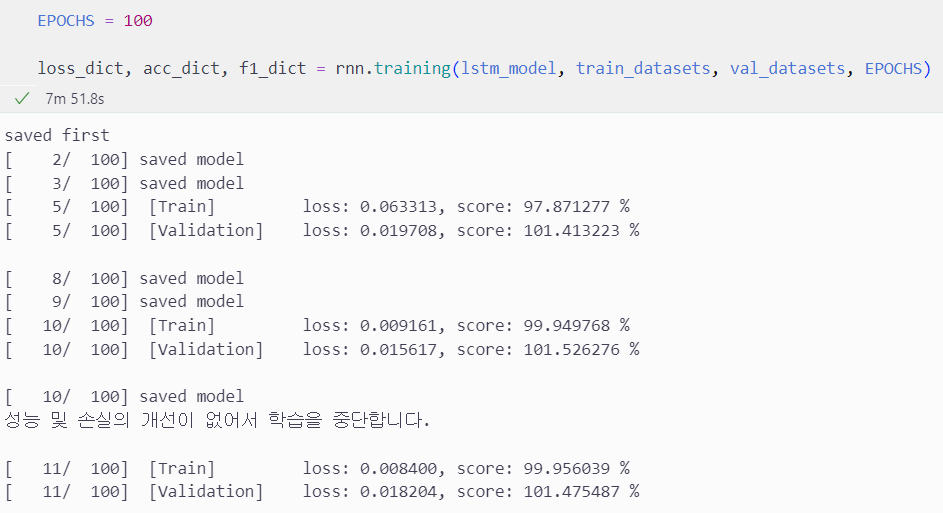 EPOCHS = 100
loss_dict, acc_dict, f1_dict = rnn.training(lstm_model, train_datasets, val_datasets, EPOCHS)
✓ 7m 51.8s
saved first
[    2/  100] saved model
[    3/  100] saved model
[    5/  100]  [Train]         loss: 0.063313, score: 97.871277 %
[    5/  100]  [Validation]    loss: 0.019708, score: 101.413223 %
[    8/  100] saved model
[    9/  100] saved model
[   10/  100]  [Train]         loss: 0.009161, score: 99.949768 %
[   10/  100]  [Validation]    loss: 0.015617, score: 101.526276 %
[   10/  100] saved model
성능 및 손실의 개선이 없어서 학습을 중단합니다.
[   11/  100]  [Train]         loss: 0.008400, score: 99.956039 %
[   11/  100]  [Validation]    loss: 0.018204, score: 101.475487 %